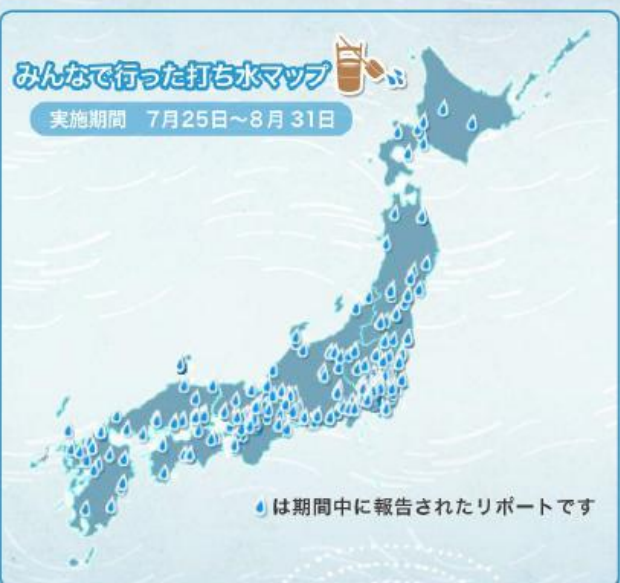 みんなで行った打ち水マップ
実施期間 7月25日～8月31日
は期間中に報告されたリポートです